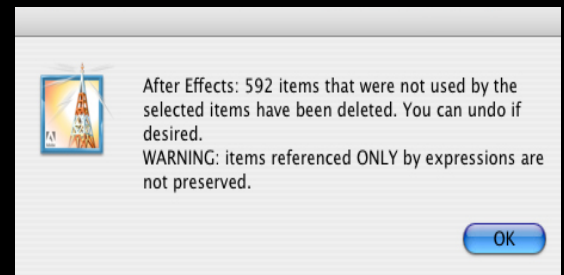 After Effects: 592 items that were not used by the
selected items have been deleted. You can undo if
desired.
WARNING: items referenced ONLY by expressions are
not preserved.
OK